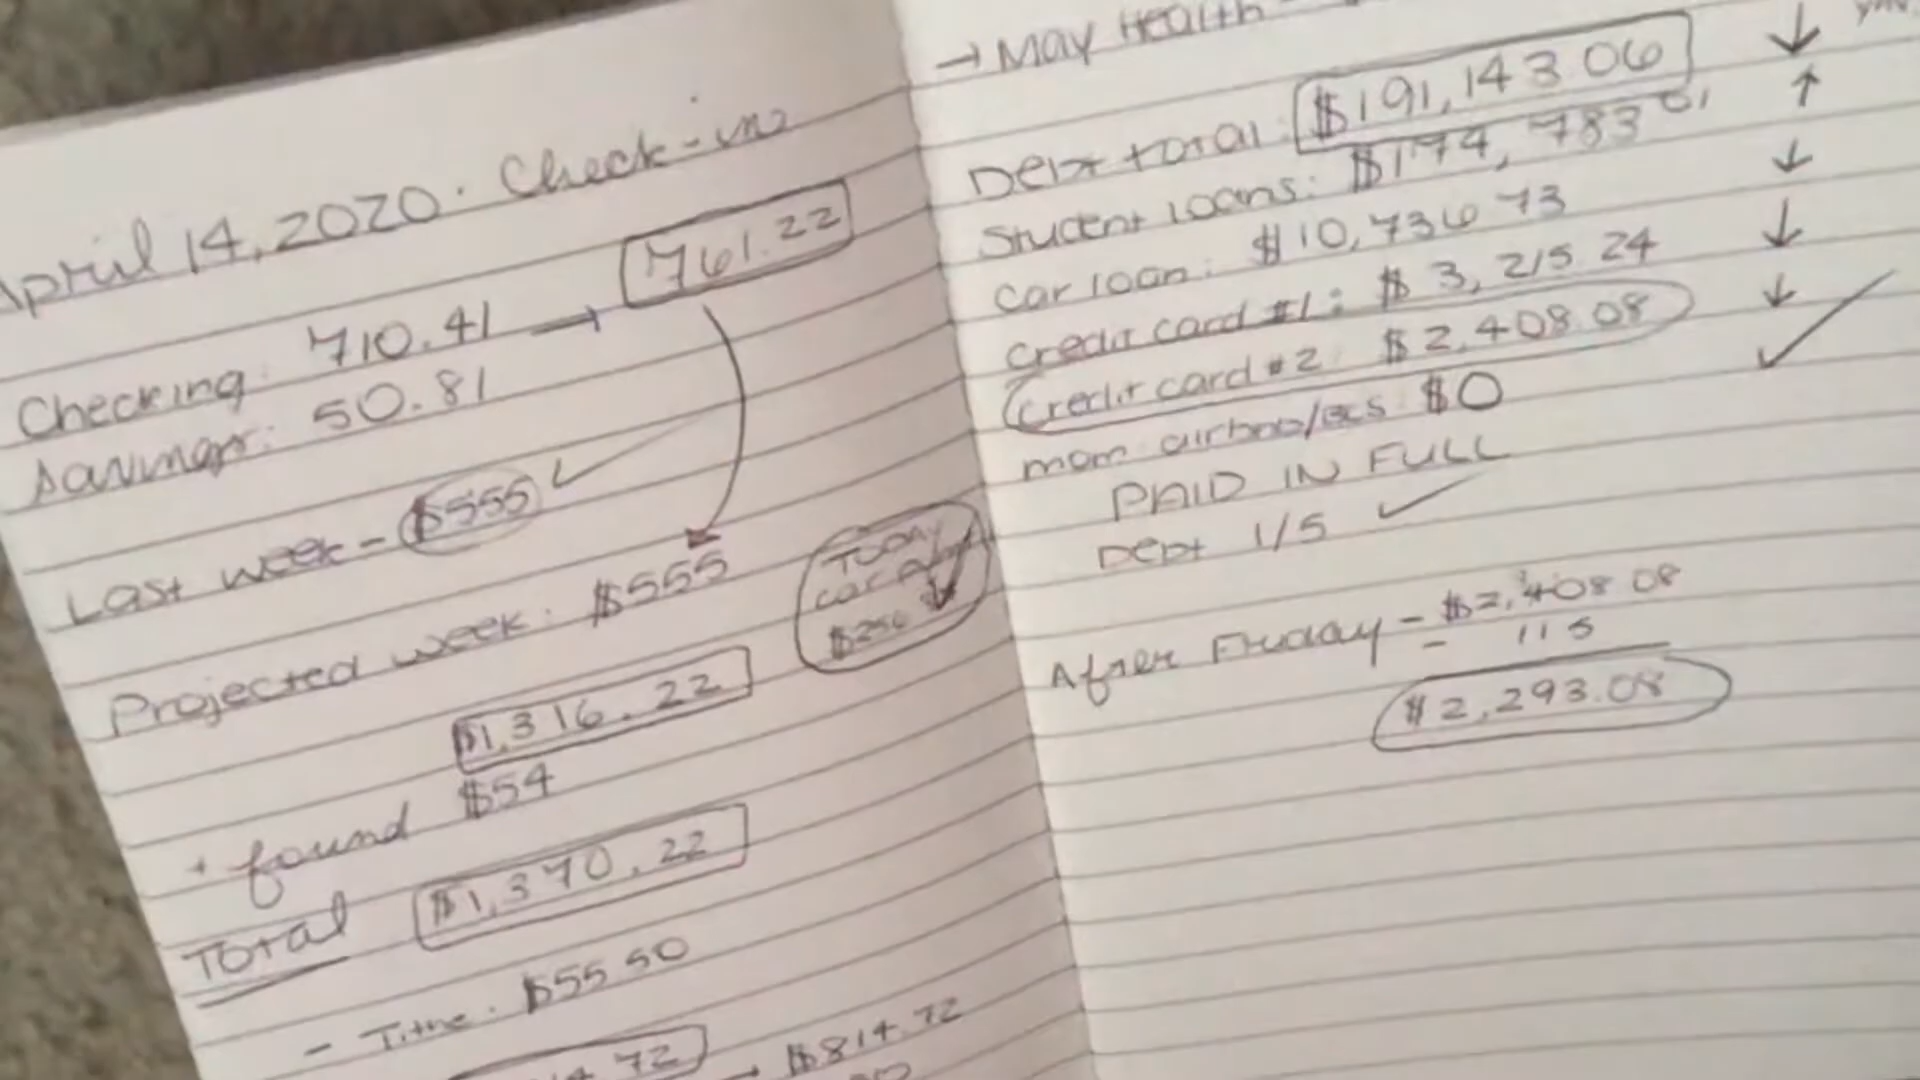 April 14, 2020. Check-in
Checking: 710.41 → 761.22
Savings: 50.81
Last week - $555 ✓
Projected week: $555
Today
car
$256
$1,316.22
+ found $54
Total $1,370.22
- Tithe. $55 50
72 → $814.72
→ May Health
Debt total: $191,143 06 ↓
Student loans: $174, 783 01 ↑
car loan: $10,736 73 ↓
credit card #1: $ 3, 215 24 ↓
credit card #2: $2,408.08 ↓
mom airbnb/bcs $0 ✓
PAID IN FULL
Debt 1/5 ✓
After Friday - $2,408 08
- 115
$2,293.08